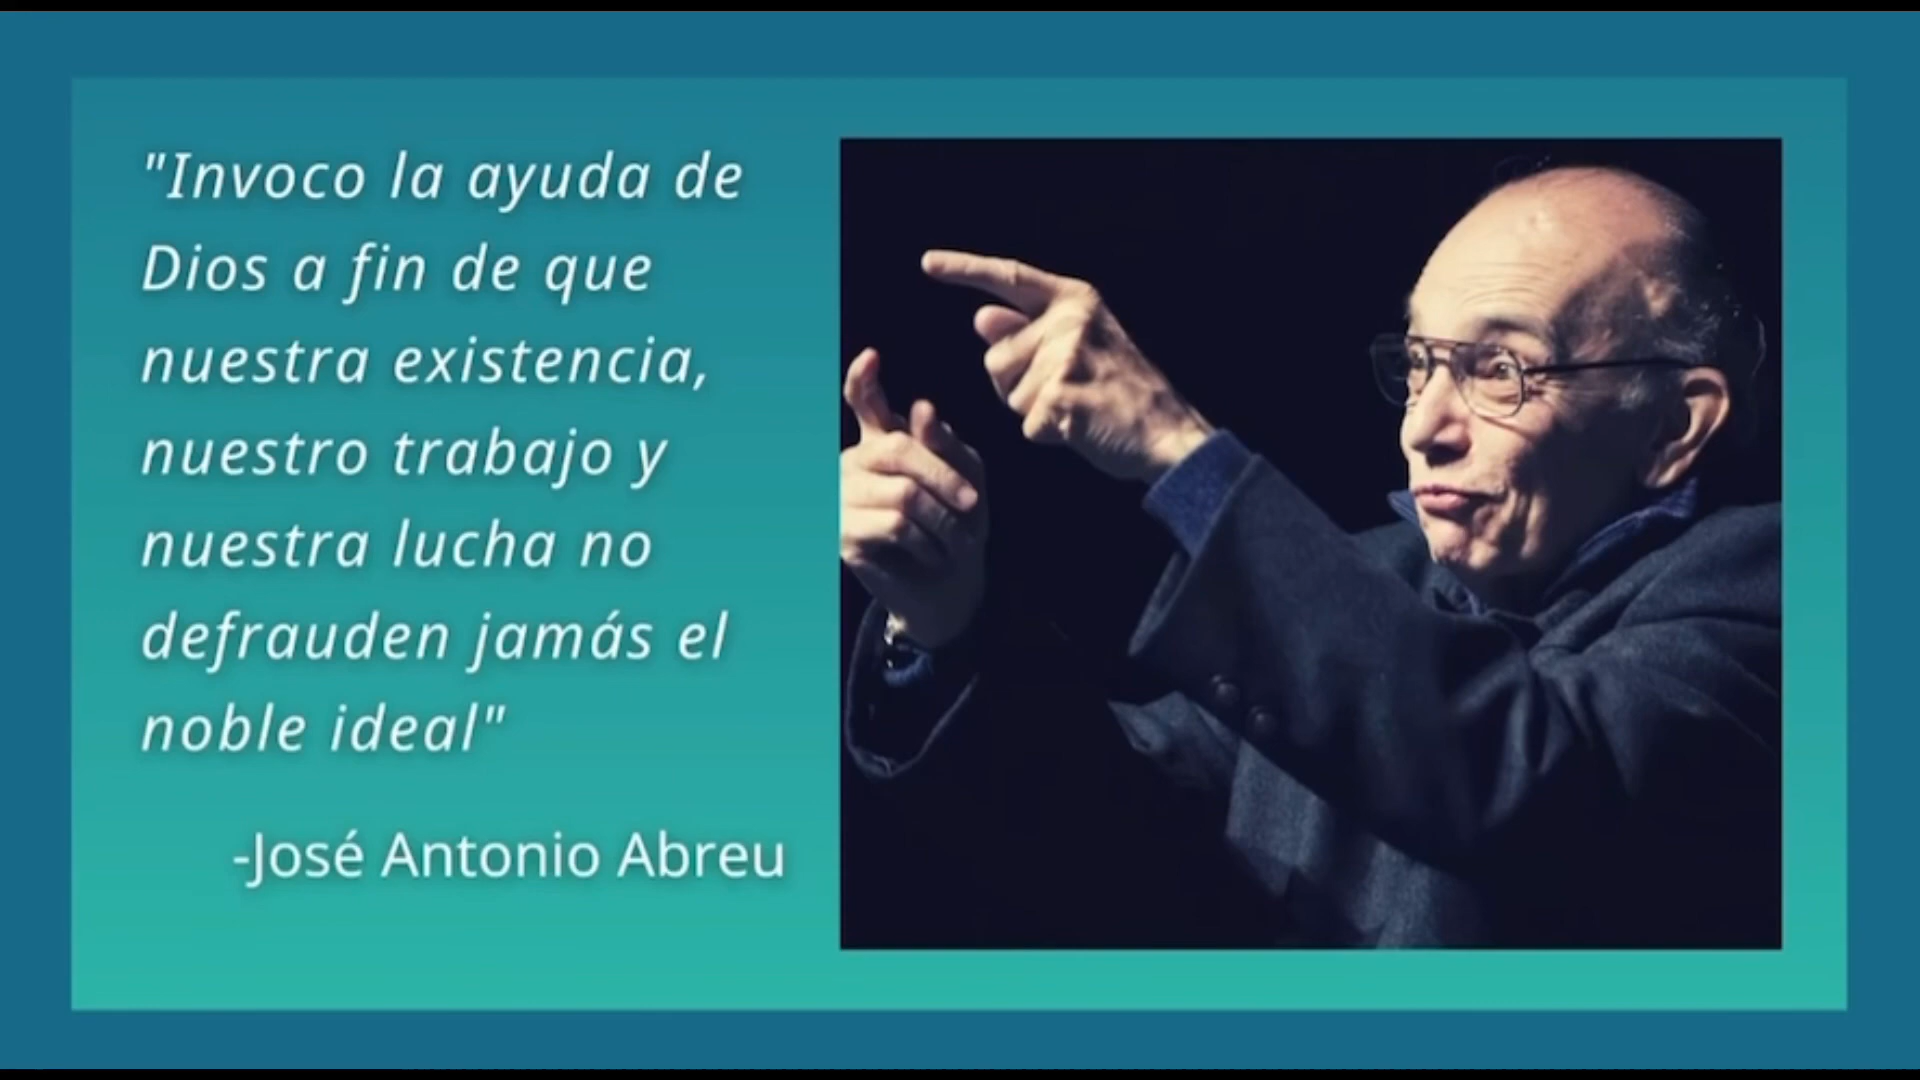 "Invoco la ayuda de
Dios a fin de que
nuestra existencia,
nuestro trabajo y
nuestra lucha no
defrauden jamás el
noble ideal"
-José Antonio Abreu